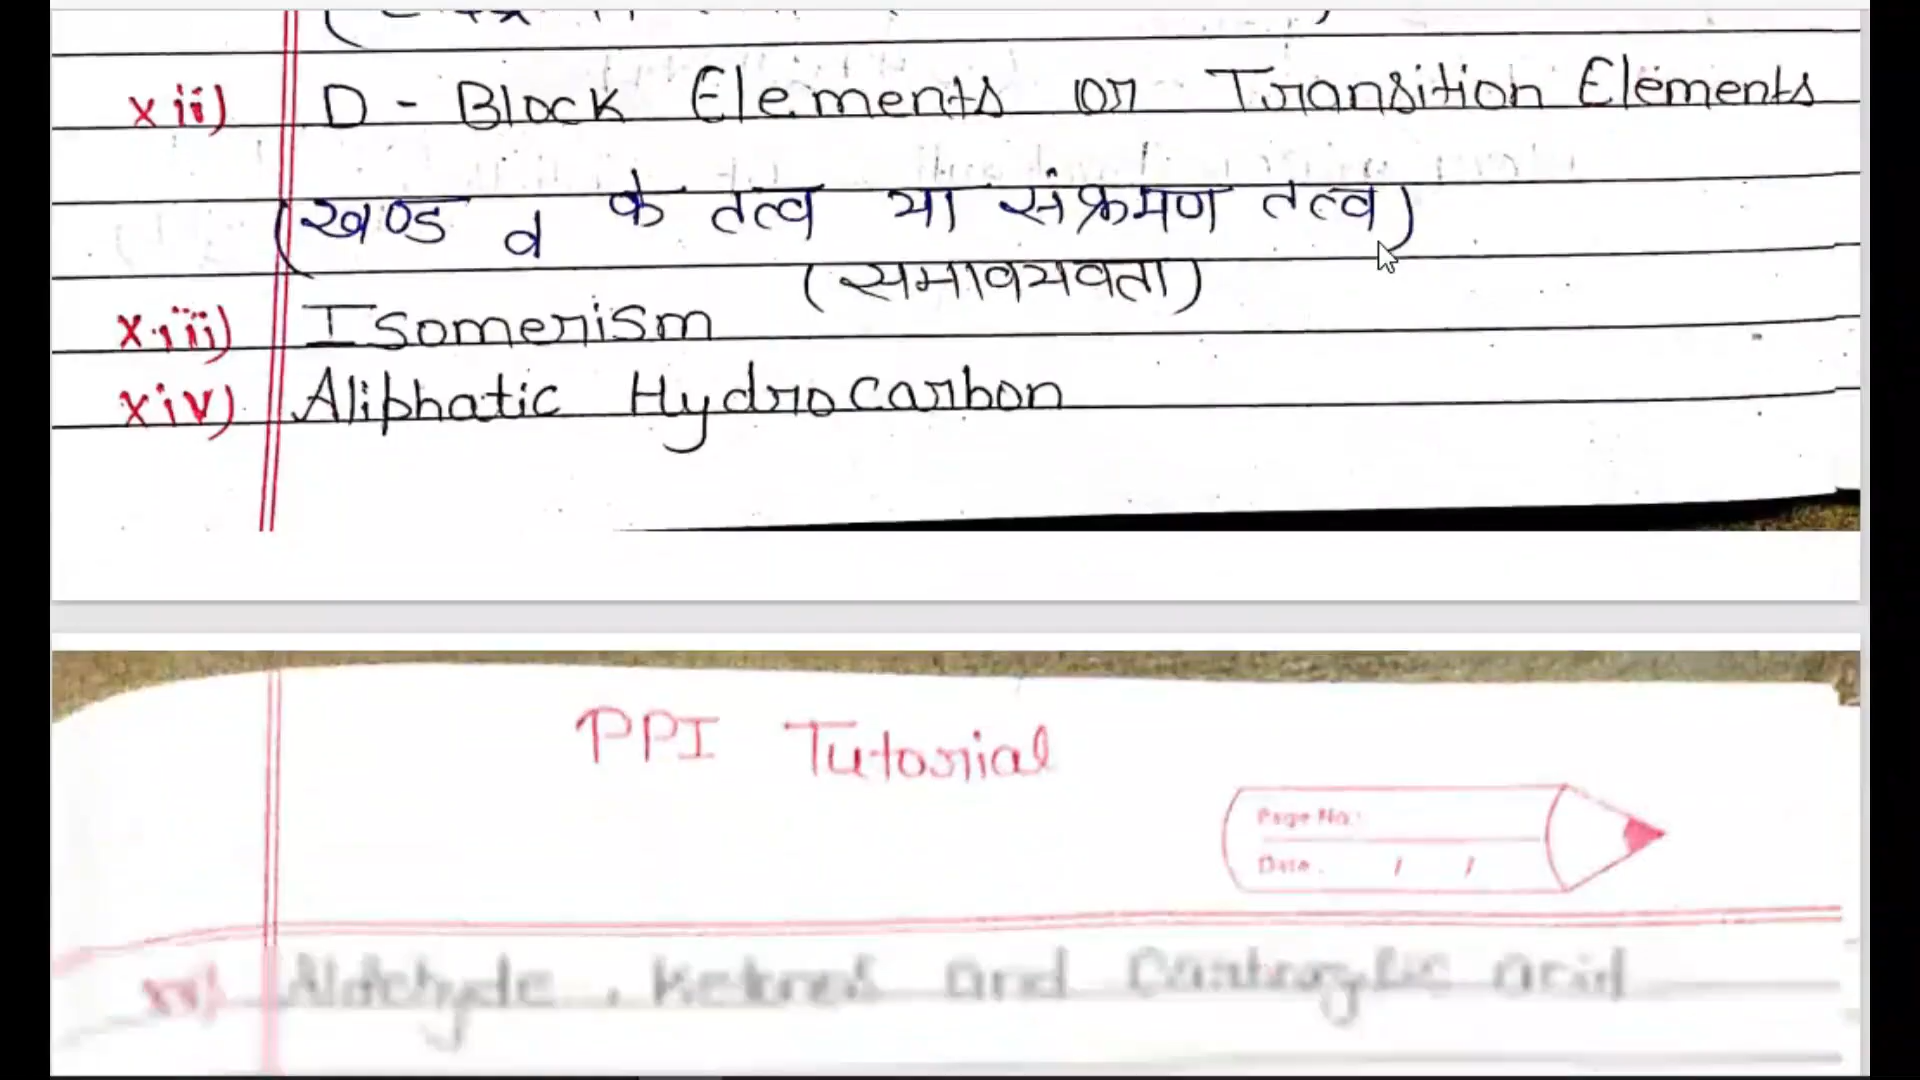 xii) D - Block Elements or Transition Elements
(खण्ड d के तत्व या संक्रमण तत्व)
(समावयवता)
xiii) Isomerism
xiv) Aliphatic Hydrocarbon
PPI Tutorial
Page No.:
Date: / /
xv) Aldehyde, Ketones and Carboxylic acid